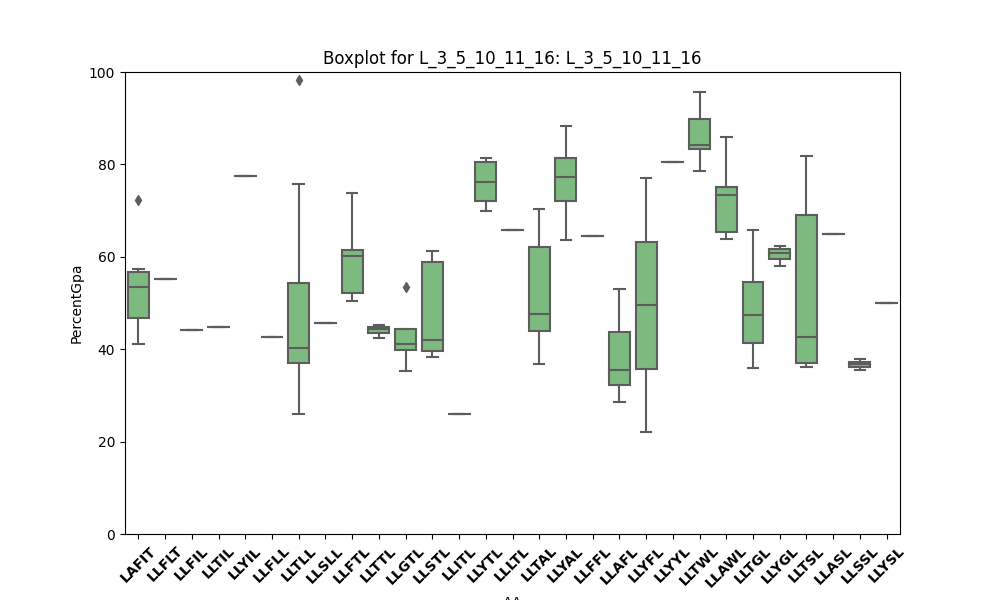 Boxplot for L_3_5_10_11_16: L_3_5_10_11_16
PercentGpa
100
80
60
40
20
0
LAFIT
LLFLT
LLFIL
LLTIL
LLYIL
LLFLL
LLTLL
LLSLL
LLFTL
LLTTL
LLGTL
LLSTL
LLITL
LLYTL
LLLTL
LLTAL
LLYAL
LLFFL
LLAFL
LLYFL
LLYYL
LLTWL
LLAWL
LLTGL
LLYGL
LLTSL
LLASL
LLSSL
LLYSL